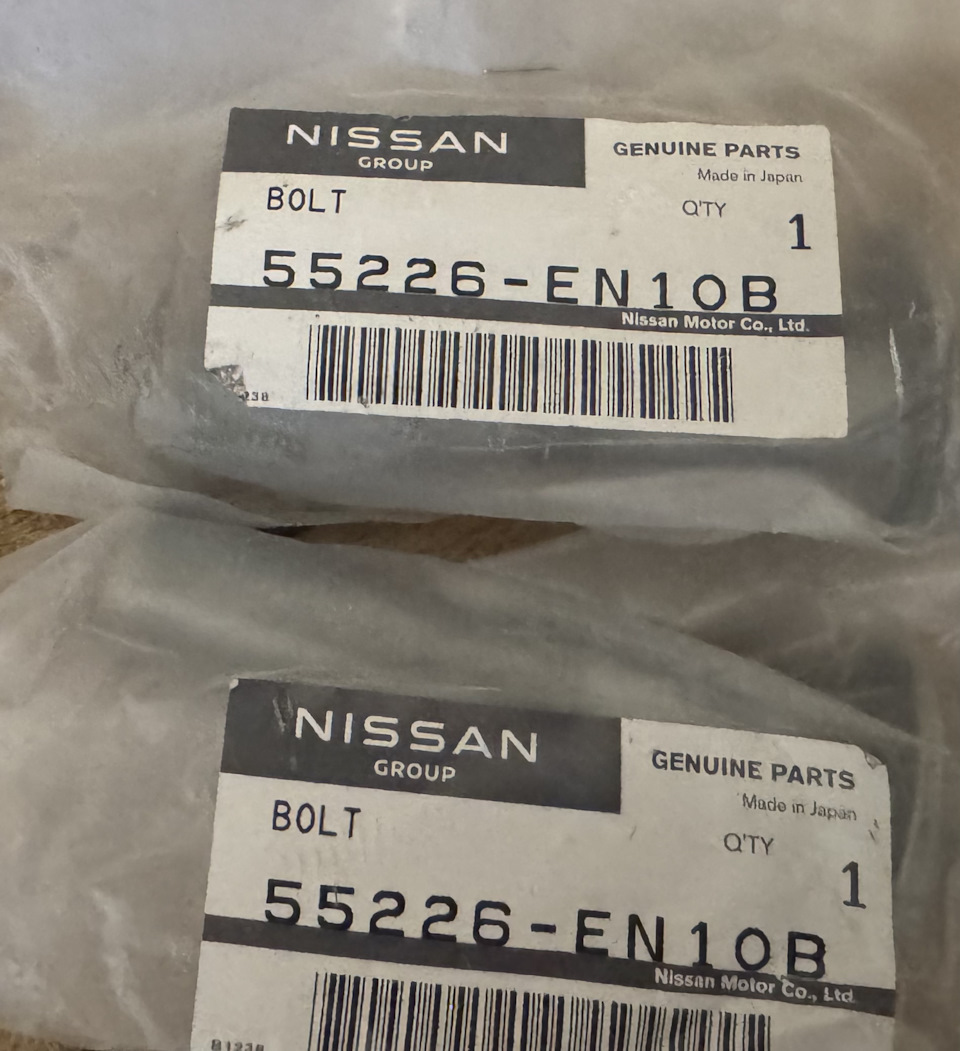 NISSAN
GROUP
GENUINE PARTS
Made in Japan
BOLT
Q'TY
1
55226-EN10B
Nissan Motor Co., Ltd.
NISSAN
GROUP
GENUINE PARTS
Made in Japan
BOLT
Q'TY
1
55226-EN10B
Nissan Motor Co., Ltd.